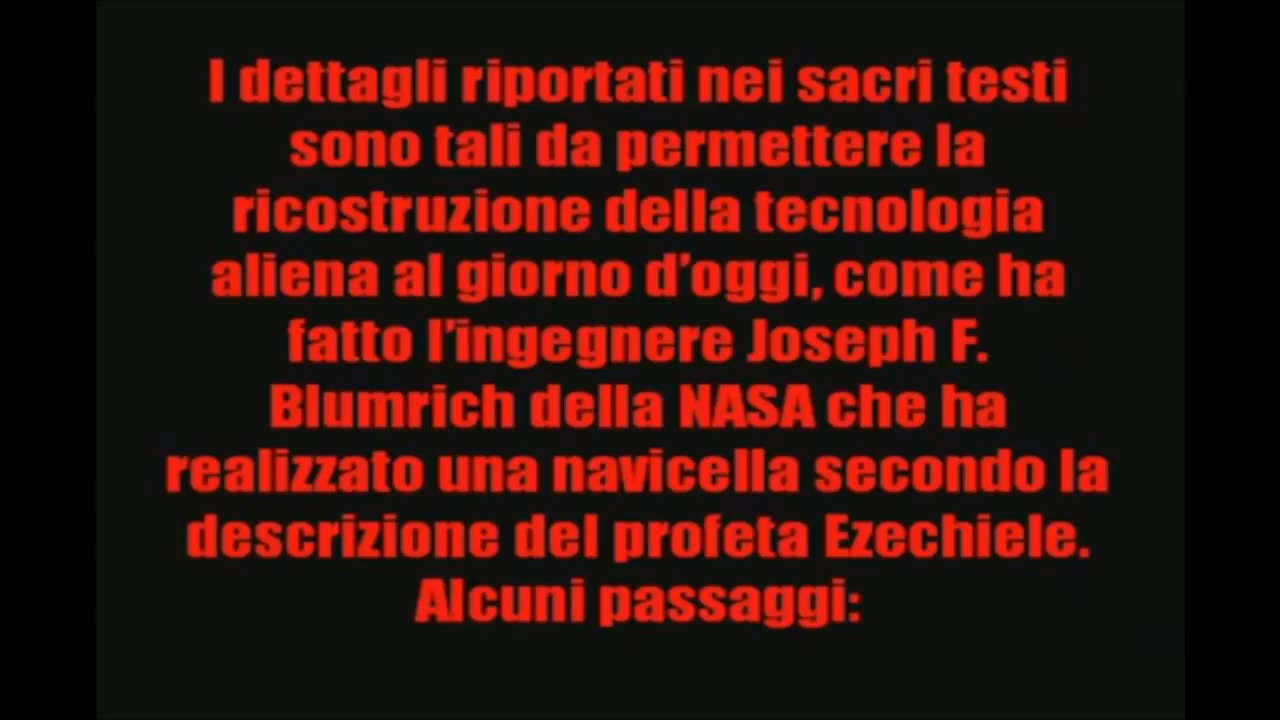 I dettagli riportati nei sacri testi
sono tali da permettere la
ricostruzione della tecnologia
aliena al giorno d’oggi, come ha
fatto l’ingegnere Joseph F.
Blumrich della NASA che ha
realizzato una navicella secondo la
descrizione del profeta Ezechiele.
Alcuni passaggi: